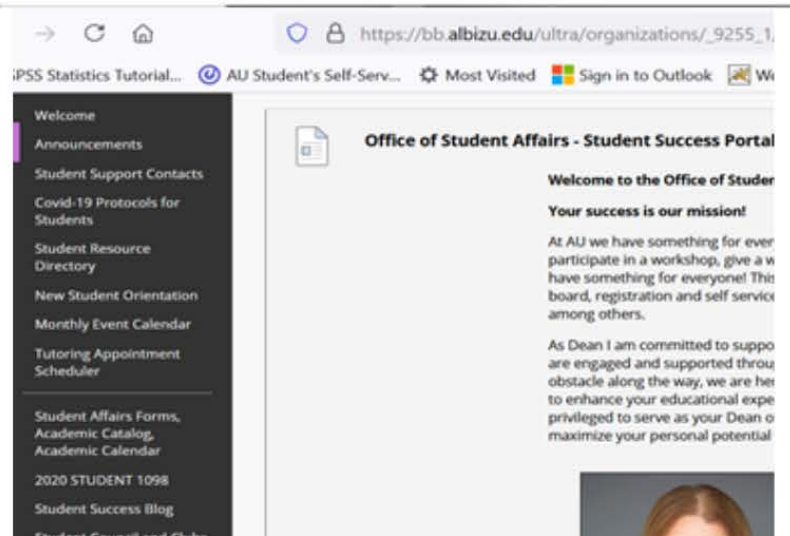 https://bb.albizu.edu/ultra/organizations/_9255_1
PSS Statistics Tutorial... AU Student's Self-Serv... Most Visited Sign in to Outlook
Welcome
Announcements
Student Support Contacts
Covid-19 Protocols for
Students
Student Resource
Directory
New Student Orientation
Monthly Event Calendar
Tutoring Appointment
Scheduler
Student Affairs Forms,
Academic Catalog,
Academic Calendar
2020 STUDENT 1098
Student Success Blog
Student Council and Clubs
Office of Student Affairs - Student Success Portal
Welcome to the Office of Studen
Your success is our mission!
At AU we have something for ever
participate in a workshop, give a w
have something for everyone! This
board, registration and self service
among others.
As Dean I am committed to suppo
are engaged and supported throu
obstacle along the way, we are her
to enhance your educational expe
privileged to serve as your Dean o
maximize your personal potential